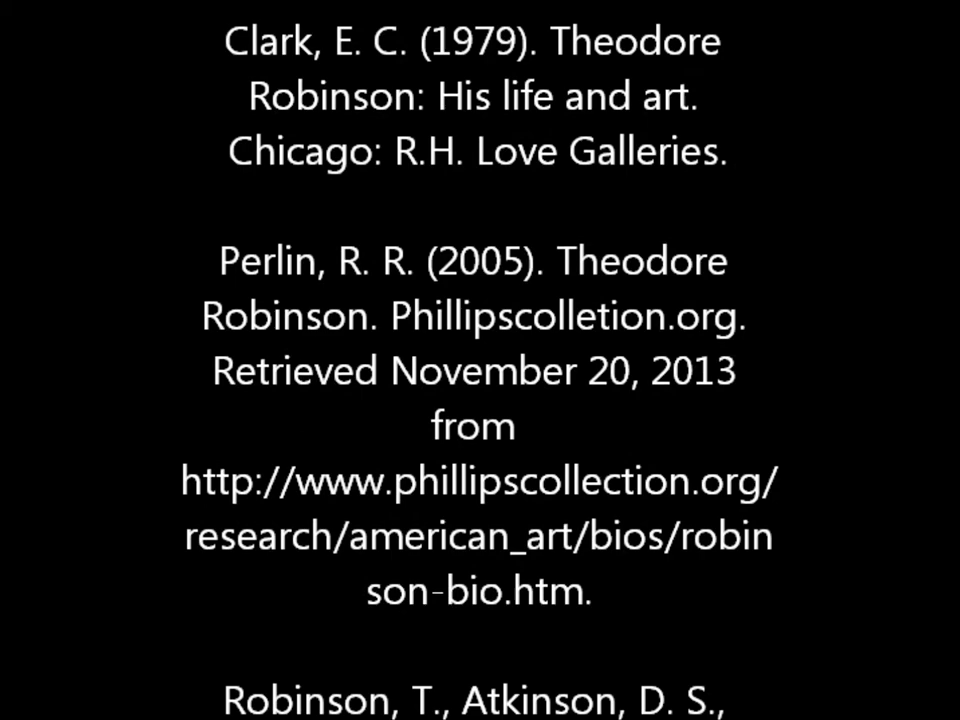 Clark, E. C. (1979). Theodore
Robinson: His life and art.
Chicago: R.H. Love Galleries.
Perlin, R. R. (2005). Theodore
Robinson. Phillipscolletion.org.
Retrieved November 20, 2013
from
http://www.phillipscollection.org/
research/american_art/bios/robin
son-bio.htm.
Robinson, T., Atkinson, D. S.,